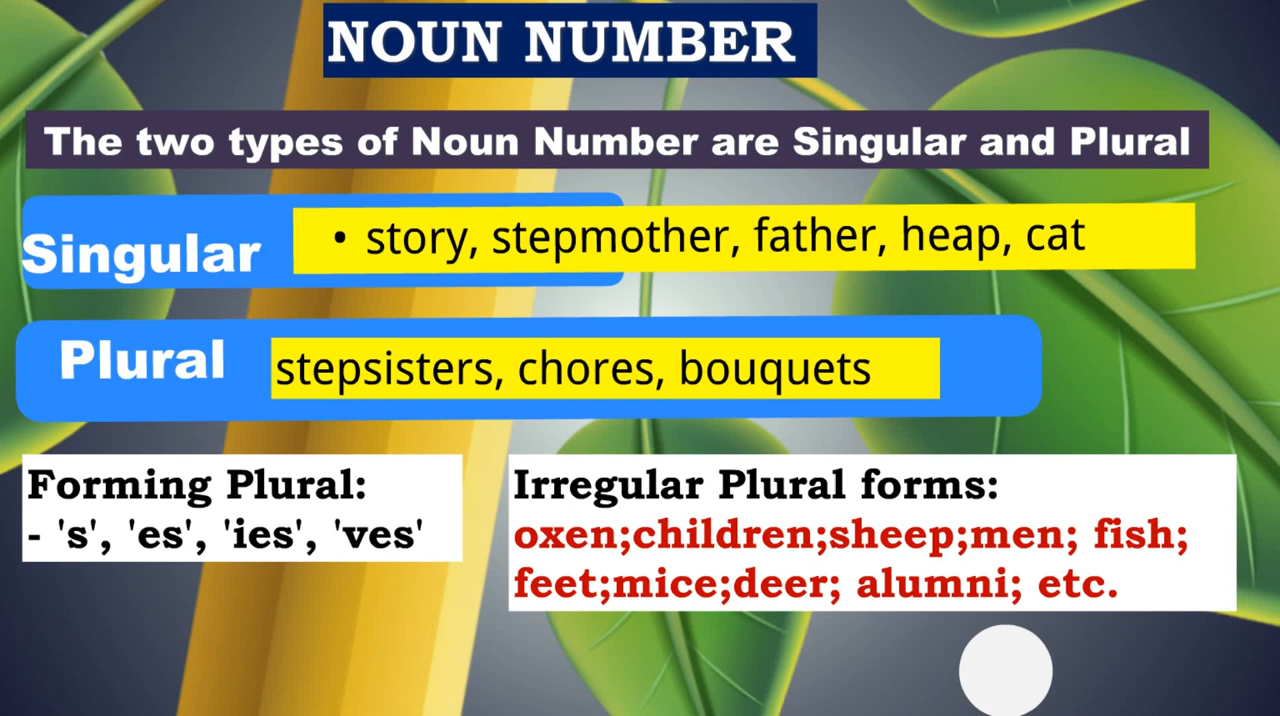 NOUN NUMBER
The two types of Noun Number are Singular and Plural
Singular
• story, stepmother, father, heap, cat
Plural
stepsisters, chores, bouquets
Forming Plural:
- 's', 'es', 'ies', 'ves'
Irregular Plural forms:
oxen;children;sheep;men; fish;
feet;mice;deer; alumni; etc.